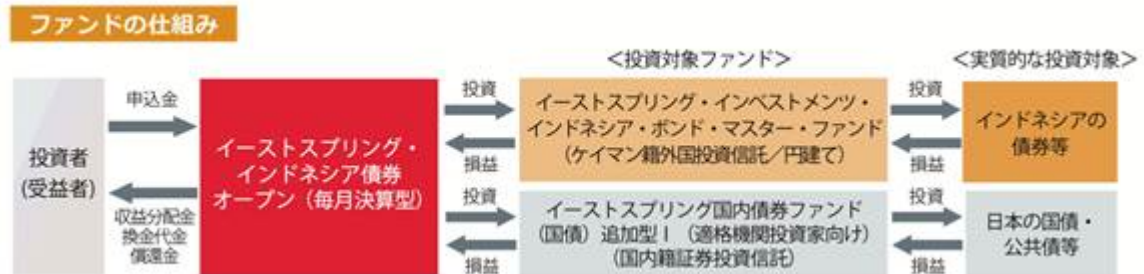 ファンドの仕組み
<投資対象ファンド>
<実質的な投資対象>
投資者
(受益者)
申込金
収益分配金
換金代金
償還金
イーストスプリング・
インドネシア債券
オープン(毎月決算型)
投資
損益
イーストスプリング・インベストメンツ・
インドネシア・ボンド・マスター・ファンド
(ケイマン籍外国投資信託/円建て)
投資
損益
インドネシアの
債券等
投資
損益
イーストスプリング国内債券ファンド
(国債)追加型Ⅰ(適格機関投資家向け)
(国内籍証券投資信託)
投資
損益
日本の国債・
公共債等